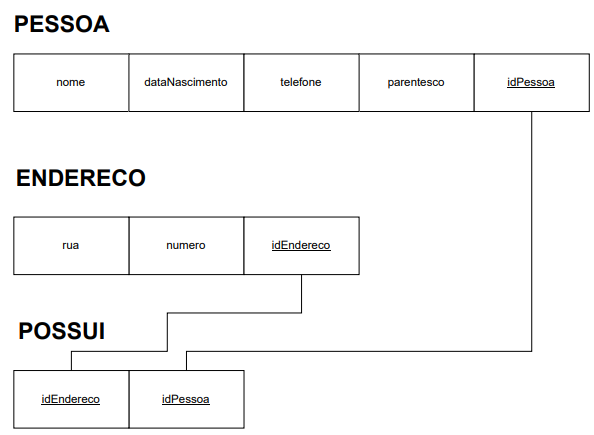 PESSOA
nome dataNascimento telefone parentesco idPessoa
ENDERECO
rua numero idEndereco
POSSUI
idEndereco idPessoa